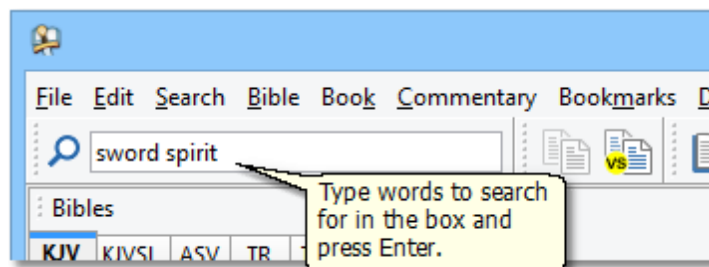 File Edit Search Bible Book Commentary Bookmarks D
sword spirit
VS
Type words to search
for in the box and
press Enter.
Bibles
KJV KJVSL ASV TR